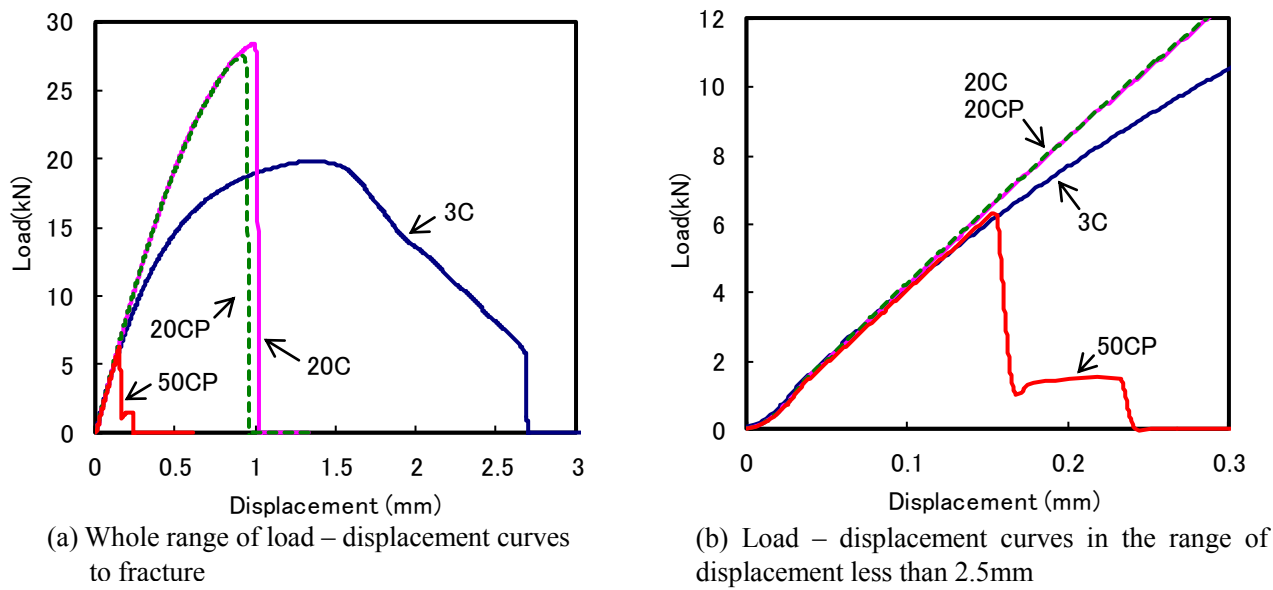 30
25
20
15
10
5
0
Load(kN)
3C
20CP
20C
50CP
0 0.5 1 1.5 2 2.5 3
Displacement (mm)
(a) Whole range of load – displacement curves
to fracture
12
10
8
6
4
2
0
Load(kN)
20C
20CP
3C
50CP
0 0.1 0.2 0.3
Displacement (mm)
(b) Load – displacement curves in the range of
displacement less than 2.5mm